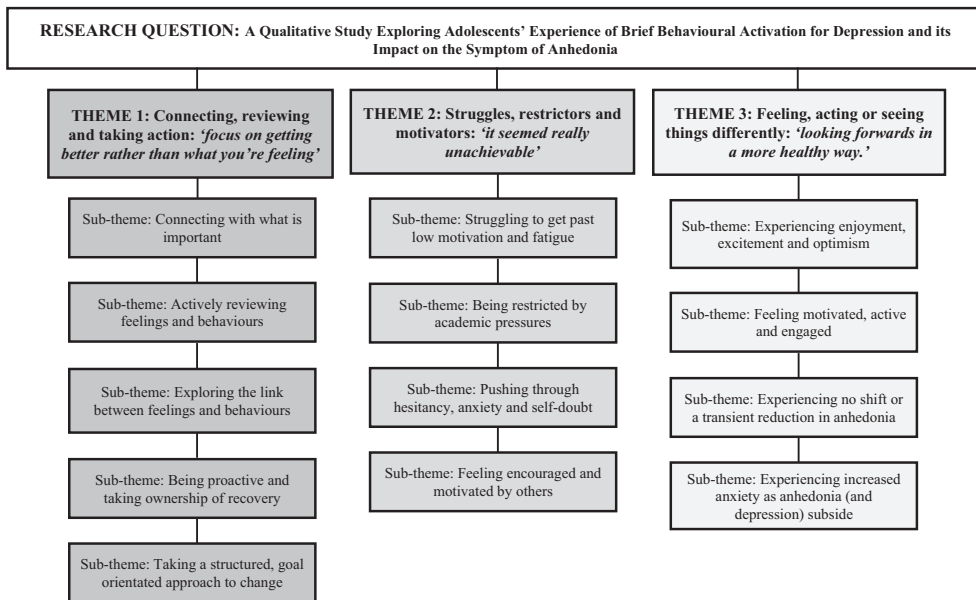 RESEARCH QUESTION: A Qualitative Study Exploring Adolescents' Experience of Brief Behavioural Activation for Depression and its
Impact on the Symptom of Anhedonia
THEME 1: Connecting, reviewing
and taking action: 'focus on getting
better rather than what you're feeling'
Sub-theme: Connecting with what is
important
Sub-theme: Actively reviewing
feelings and behaviours
Sub-theme: Exploring the link
between feelings and behaviours
Sub-theme: Being proactive and
taking ownership of recovery
Sub-theme: Taking a structured, goal
orientated approach to change
THEME 2: Struggles, restrictors and
motivators: 'it seemed really
unachievable'
Sub-theme: Struggling to get past
low motivation and fatigue
Sub-theme: Being restricted by
academic pressures
Sub-theme: Pushing through
hesitancy, anxiety and self-doubt
Sub-theme: Feeling encouraged and
motivated by others
THEME 3: Feeling, acting or seeing
things differently: 'looking forwards in
a more healthy way.'
Sub-theme: Experiencing enjoyment,
excitement and optimism
Sub-theme: Feeling motivated, active
and engaged
Sub-theme: Experiencing no shift or
a transient reduction in anhedonia
Sub-theme: Experiencing increased
anxiety as anhedonia (and
depression) subside